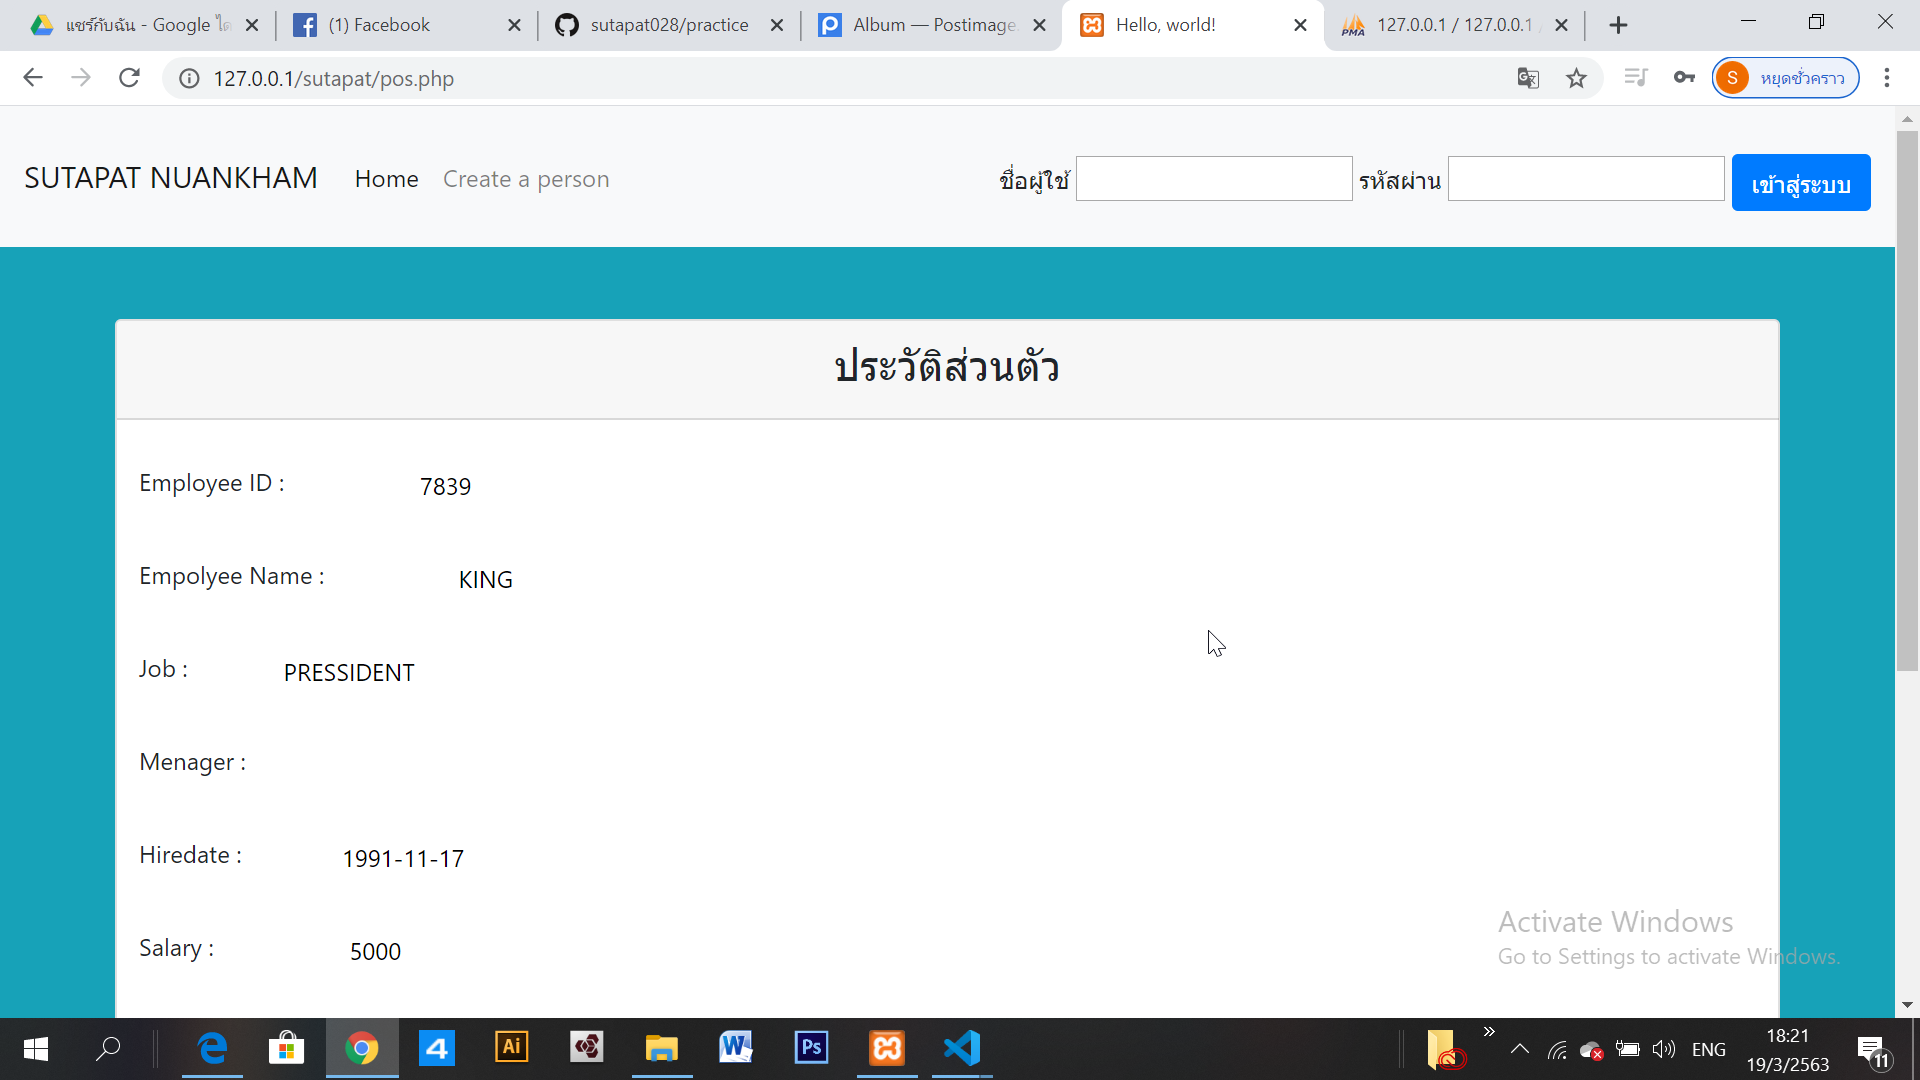 แชร์กับฉัน - Google ได
(1) Facebook
sutapat028/practice
Album — Postimage
Hello, world!
PMA
127.0.0.1 / 127.0.0.1 /
127.0.0.1/sutapat/pos.php
S หยุดชั่วคราว
SUTAPAT NUANKHAM Home Create a person ชื่อผู้ใช้ รหัสผ่าน เข้าสู่ระบบ
ประวัติส่วนตัว
Employee ID : 7839
Empolyee Name : KING
Job : PRESSIDENT
Menager :
Hiredate : 1991-11-17
Salary : 5000
Activate Windows
Go to Settings to activate Windows.
4 Ai W Ps ENG 18:21
19/3/2563
11